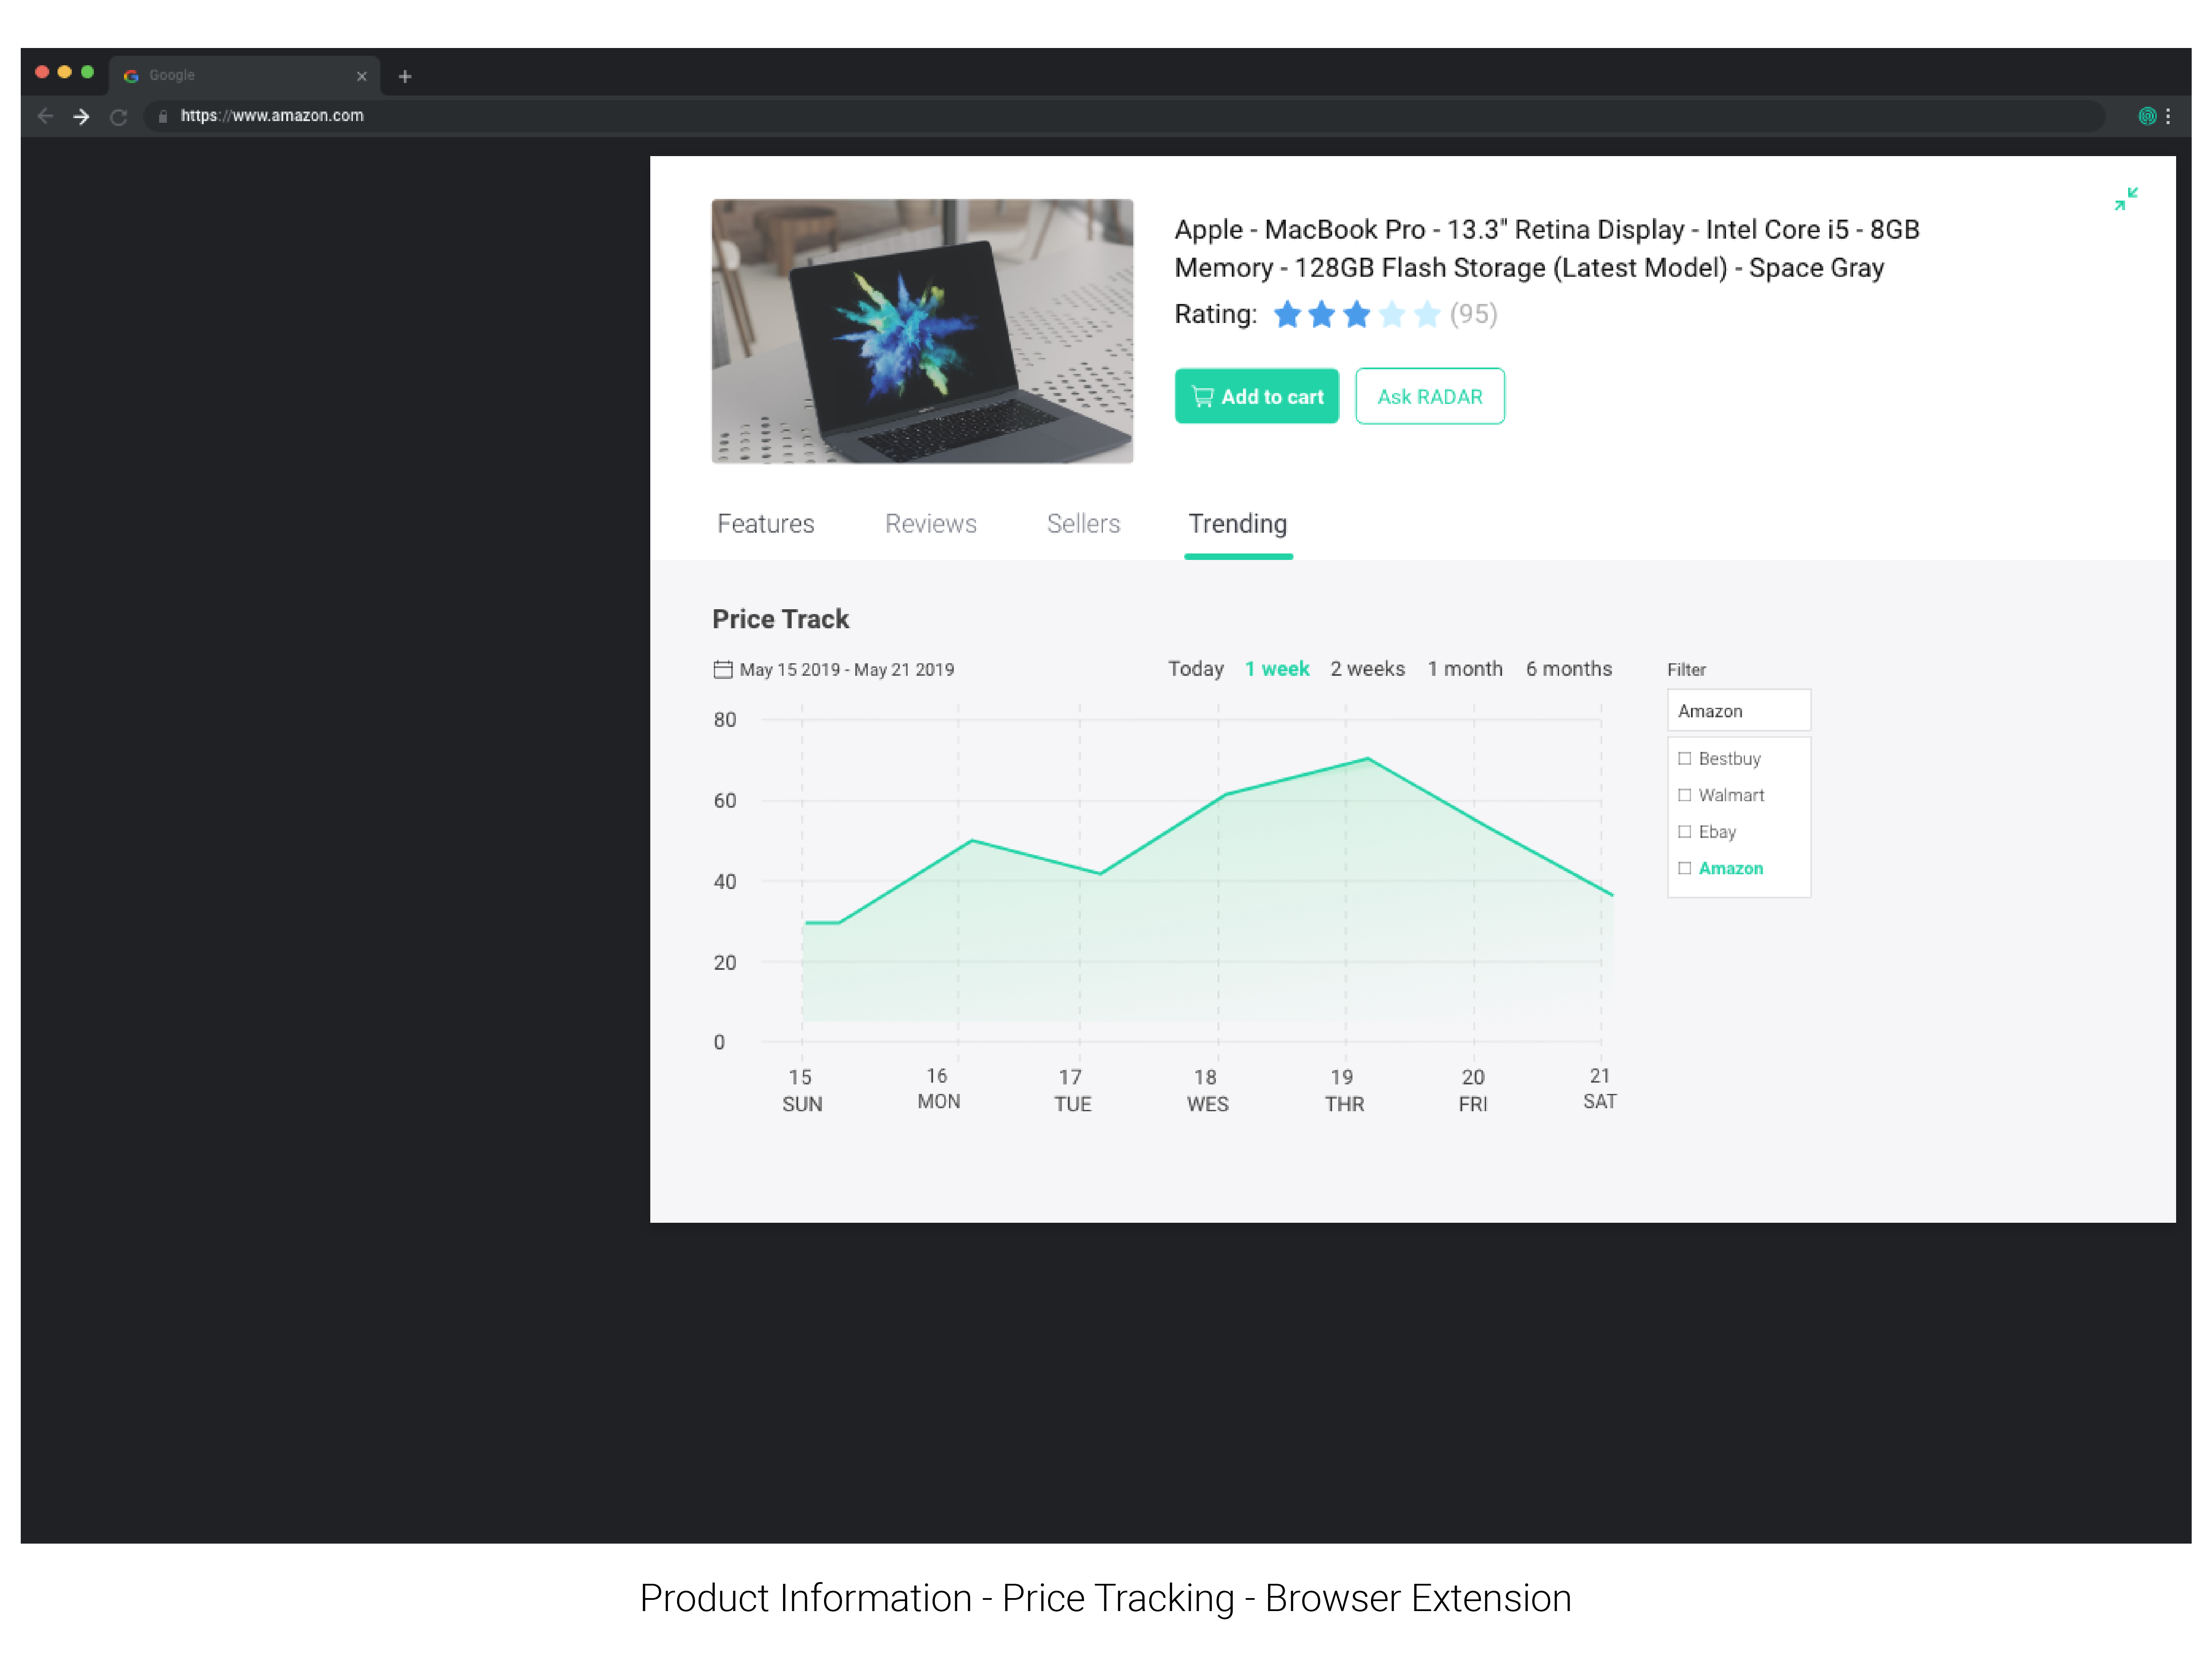 Google
https://www.amazon.com
Apple - MacBook Pro - 13.3" Retina Display - Intel Core i5 - 8GB
Memory - 128GB Flash Storage (Latest Model) - Space Gray
Rating: (95)
Add to cart Ask RADAR
Features Reviews Sellers Trending
Price Track
May 15 2019 - May 21 2019 Today 1 week 2 weeks 1 month 6 months Filter
Amazon
Bestbuy
Walmart
Ebay
Amazon
80
60
40
20
0
15 16 17 18 19 20 21
SUN MON TUE WES THR FRI SAT
Product Information - Price Tracking - Browser Extension